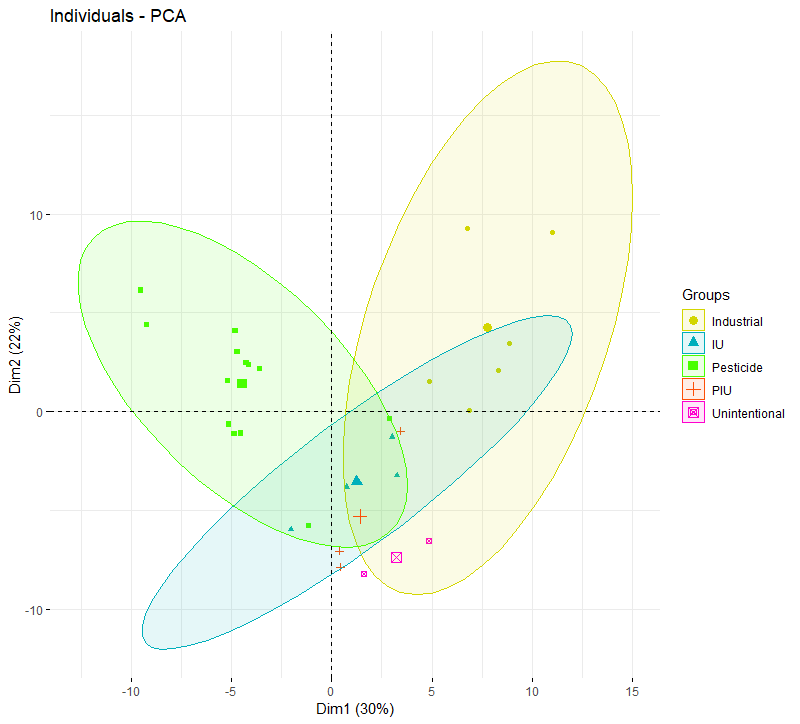 Individuals - PCA
Dim2 (22%)
10
0
-10
-10
-5
0
5
10
15
Dim1 (30%)
Groups
Industrial
IU
Pesticide
PIU
Unintentional